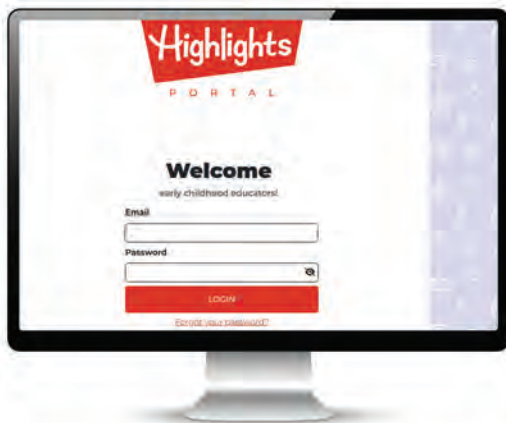 Highlights
PORTAL
Welcome
early childhood educators!
Email
Password
LOGIN
Forgot your password?